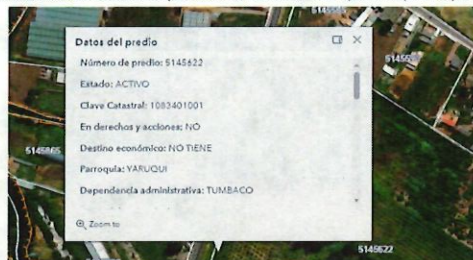 Datos del predio
Número de predio: 5145622
Estado: ACTIVO
Clave Catastral: 1083401001
En derechos y acciones: NO
Destino económico: NO TIENE
Parroquia: YARUQUI
Dependencia administrativa: TUMBACO
Zoom to
5145622